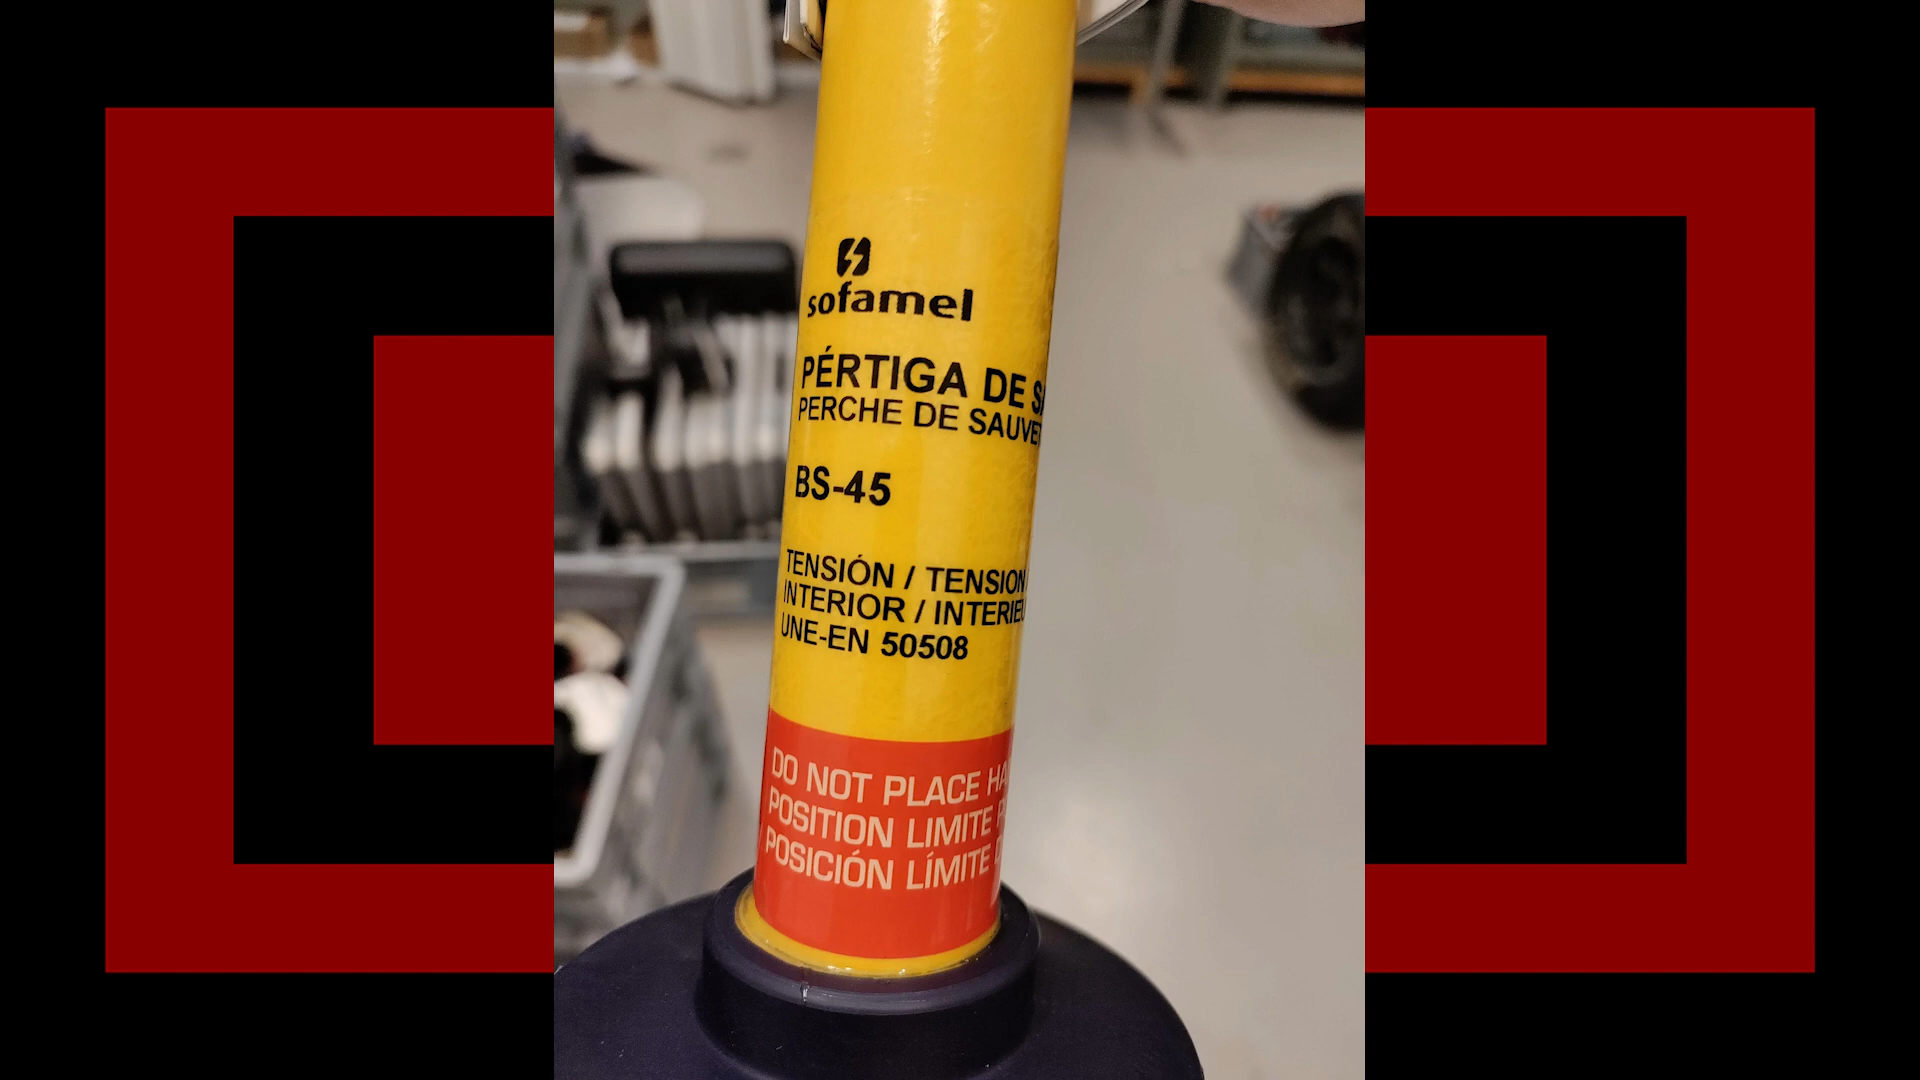 sofamel
PÉRTIGA DE
PERCHE DE
BS-45
TENSIÓN / TENSION
INTERIOR /
UNE-EN 50508
DO NOT PLACE
POSITION LIMITE
POSICIÓN LÍMITE